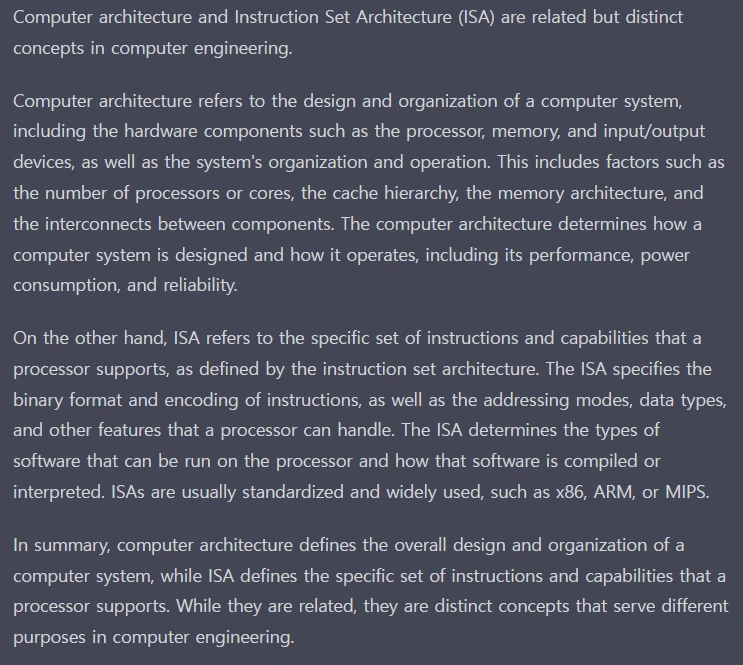 Computer architecture and Instruction Set Architecture (ISA) are related but distinct
concepts in computer engineering.
Computer architecture refers to the design and organization of a computer system,
including the hardware components such as the processor, memory, and input/output
devices, as well as the system's organization and operation. This includes factors such as
the number of processors or cores, the cache hierarchy, the memory architecture, and
the interconnects between components. The computer architecture determines how a
computer system is designed and how it operates, including its performance, power
consumption, and reliability.
On the other hand, ISA refers to the specific set of instructions and capabilities that a
processor supports, as defined by the instruction set architecture. The ISA specifies the
binary format and encoding of instructions, as well as the addressing modes, data types,
and other features that a processor can handle. The ISA determines the types of
software that can be run on the processor and how that software is compiled or
interpreted. ISAs are usually standardized and widely used, such as x86, ARM, or MIPS.
In summary, computer architecture defines the overall design and organization of a
computer system, while ISA defines the specific set of instructions and capabilities that a
processor supports. While they are related, they are distinct concepts that serve different
purposes in computer engineering.